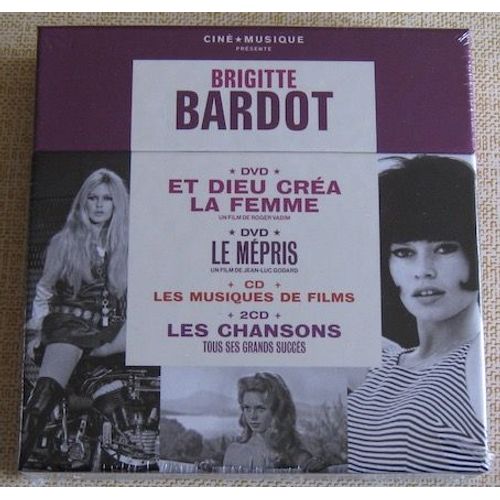 CINÉ★MUSIQUE
PRÉSENTE
BRIGITTE
BARDOT
★ DVD ★
ET DIEU CRÉA
LA FEMME
UN FILM DE ROGER VADIM
★ DVD ★
LE MÉPRIS
UN FILM DE JEAN-LUC GODARD
+ CD +
LES MUSIQUES DE FILMS
+ 2CD +
LES CHANSONS
TOUS SES GRANDS SUCCÈS